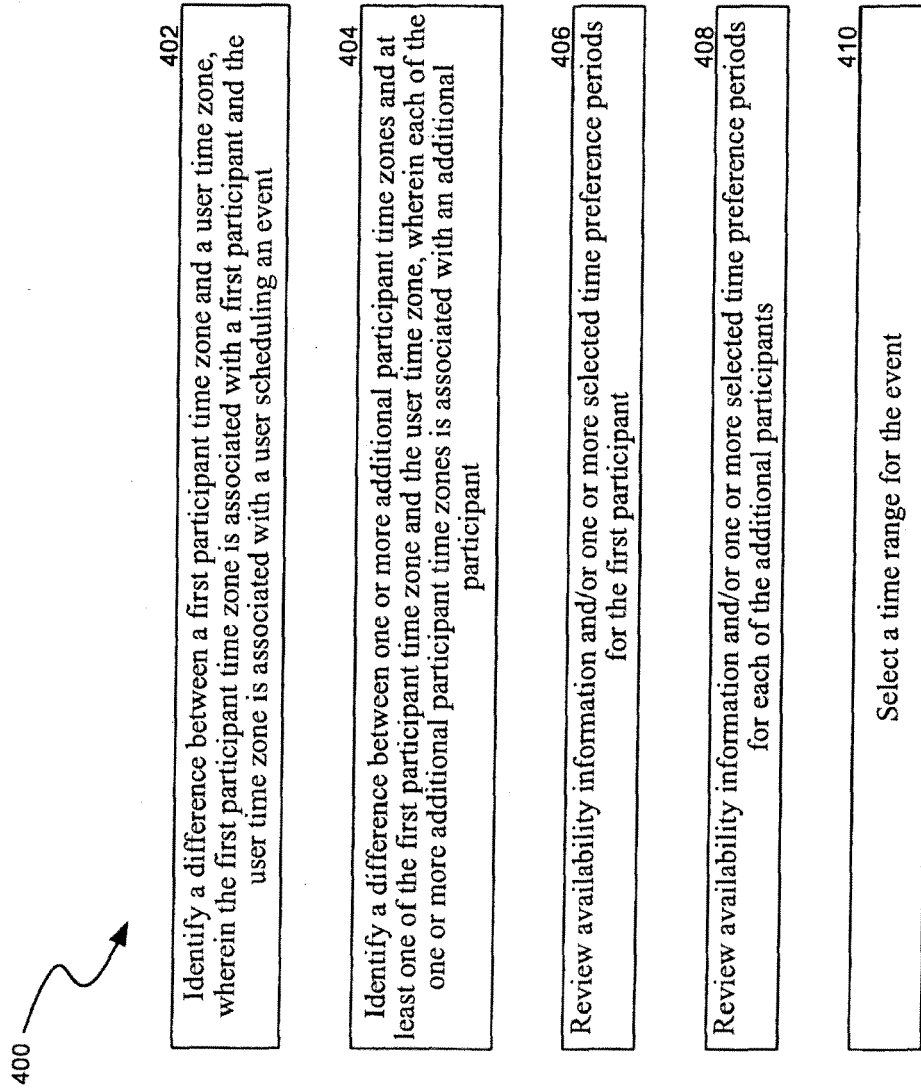 400
402
Identify a difference between a first participant time zone and a user time zone,
wherein the first participant time zone is associated with a first participant and the
user time zone is associated with a user scheduling an event
404
Identify a difference between one or more additional participant time zones and at
least one of the first participant time zone and the user time zone, wherein each of the
one or more additional participant time zones is associated with an additional
participant
406
Review availability information and/or one or more selected time preference periods
for the first participant
408
Review availability information and/or one or more selected time preference periods
for each of the additional participants
410
Select a time range for the event